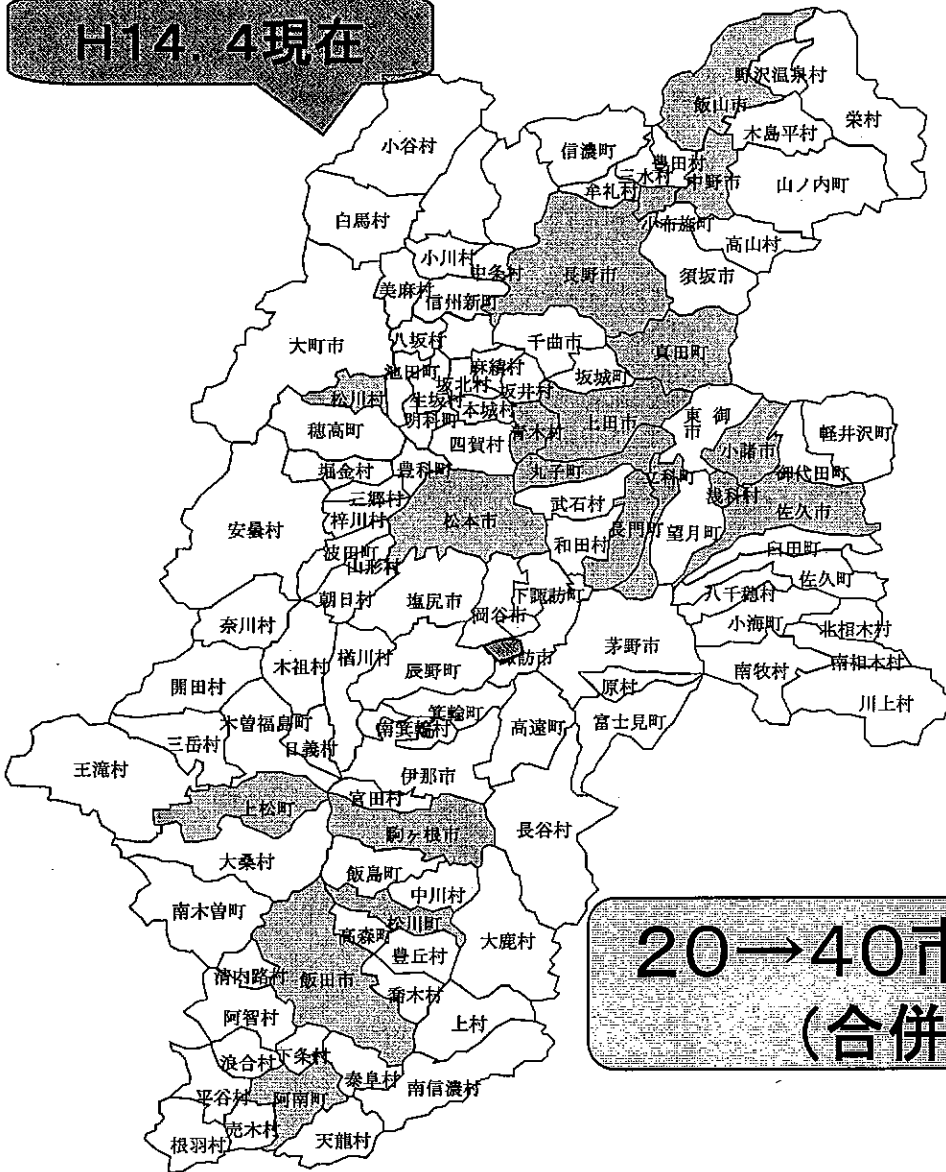 H14.4現在
野沢温泉村
飯山市
栄村
小谷村
信濃町
木島平村
豊田村
三水村
中野市
山ノ内町
牟礼村
白馬村
小布施町
高山村
小川村
中条村
長野市
須坂市
美麻村
信州新町
大町市
八坂村
千曲市
真田町
池田町
麻績村
坂北村
坂井村
坂城町
松川村
生坂村
本城村
上田市
東御市
軽井沢町
穂高町
明科町
四賀村
青木村
小諸市
堀金村
豊科町
丸子町
立科町
御代田町
三郷村
武石村
浅科村
安曇村
梓川村
松本市
長門町
望月町
佐久市
波田町
和田村
臼田町
山形村
朝日村
塩尻市
下諏訪町
八千穂村
佐久町
奈川村
岡谷市
小海町
北相木村
木祖村
楢川村
辰野町
諏訪市
茅野市
南牧村
南相木村
開田村
原村
川上村
木曽福島町
箕輪町
南箕輪村
高遠町
富士見町
三岳村
日義村
王滝村
伊那市
宮田村
上松町
駒ヶ根市
長谷村
大桑村
飯島町
中川村
南木曽町
松川町
高森町
大鹿村
豊丘村
清内路村
飯田市
喬木村
阿智村
上村
浪合村
下条村
泰阜村
南信濃村
平谷村
阿南町
売木村
根羽村
天龍村
20→40市
(合併